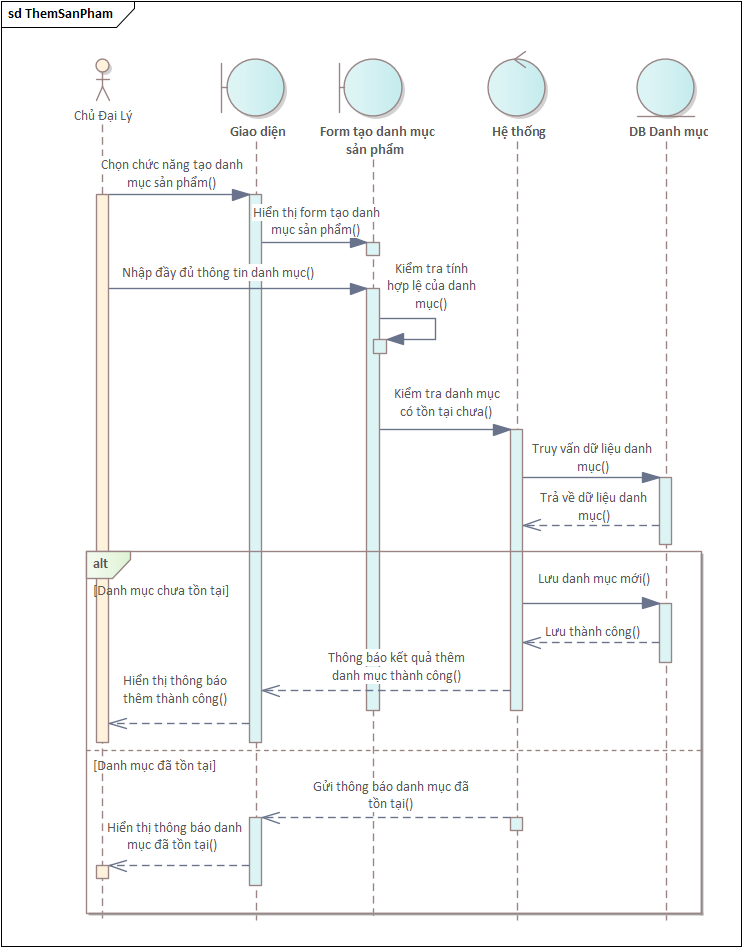 sd ThemSanPham
Chủ Đại Lý
Giao diện
Form tạo danh mục
sản phẩm
Hệ thống
DB Danh mục
Chọn chức năng tạo danh
mục sản phẩm()
Hiển thị form tạo danh
mục sản phẩm()
Nhập đầy đủ thông tin danh mục()
Kiểm tra tính
hợp lệ của danh
mục()
Kiểm tra danh mục
có tồn tại chưa()
Truy vấn dữ liệu danh
mục()
Trả về dữ liệu danh
mục()
alt
[Danh mục chưa tồn tại]
Lưu danh mục mới()
Lưu thành công()
Thông báo kết quả thêm
danh mục thành công()
Hiển thị thông báo
thêm thành công()
[Danh mục đã tồn tại]
Gửi thông báo danh mục đã
tồn tại()
Hiển thị thông báo danh
mục đã tồn tại()